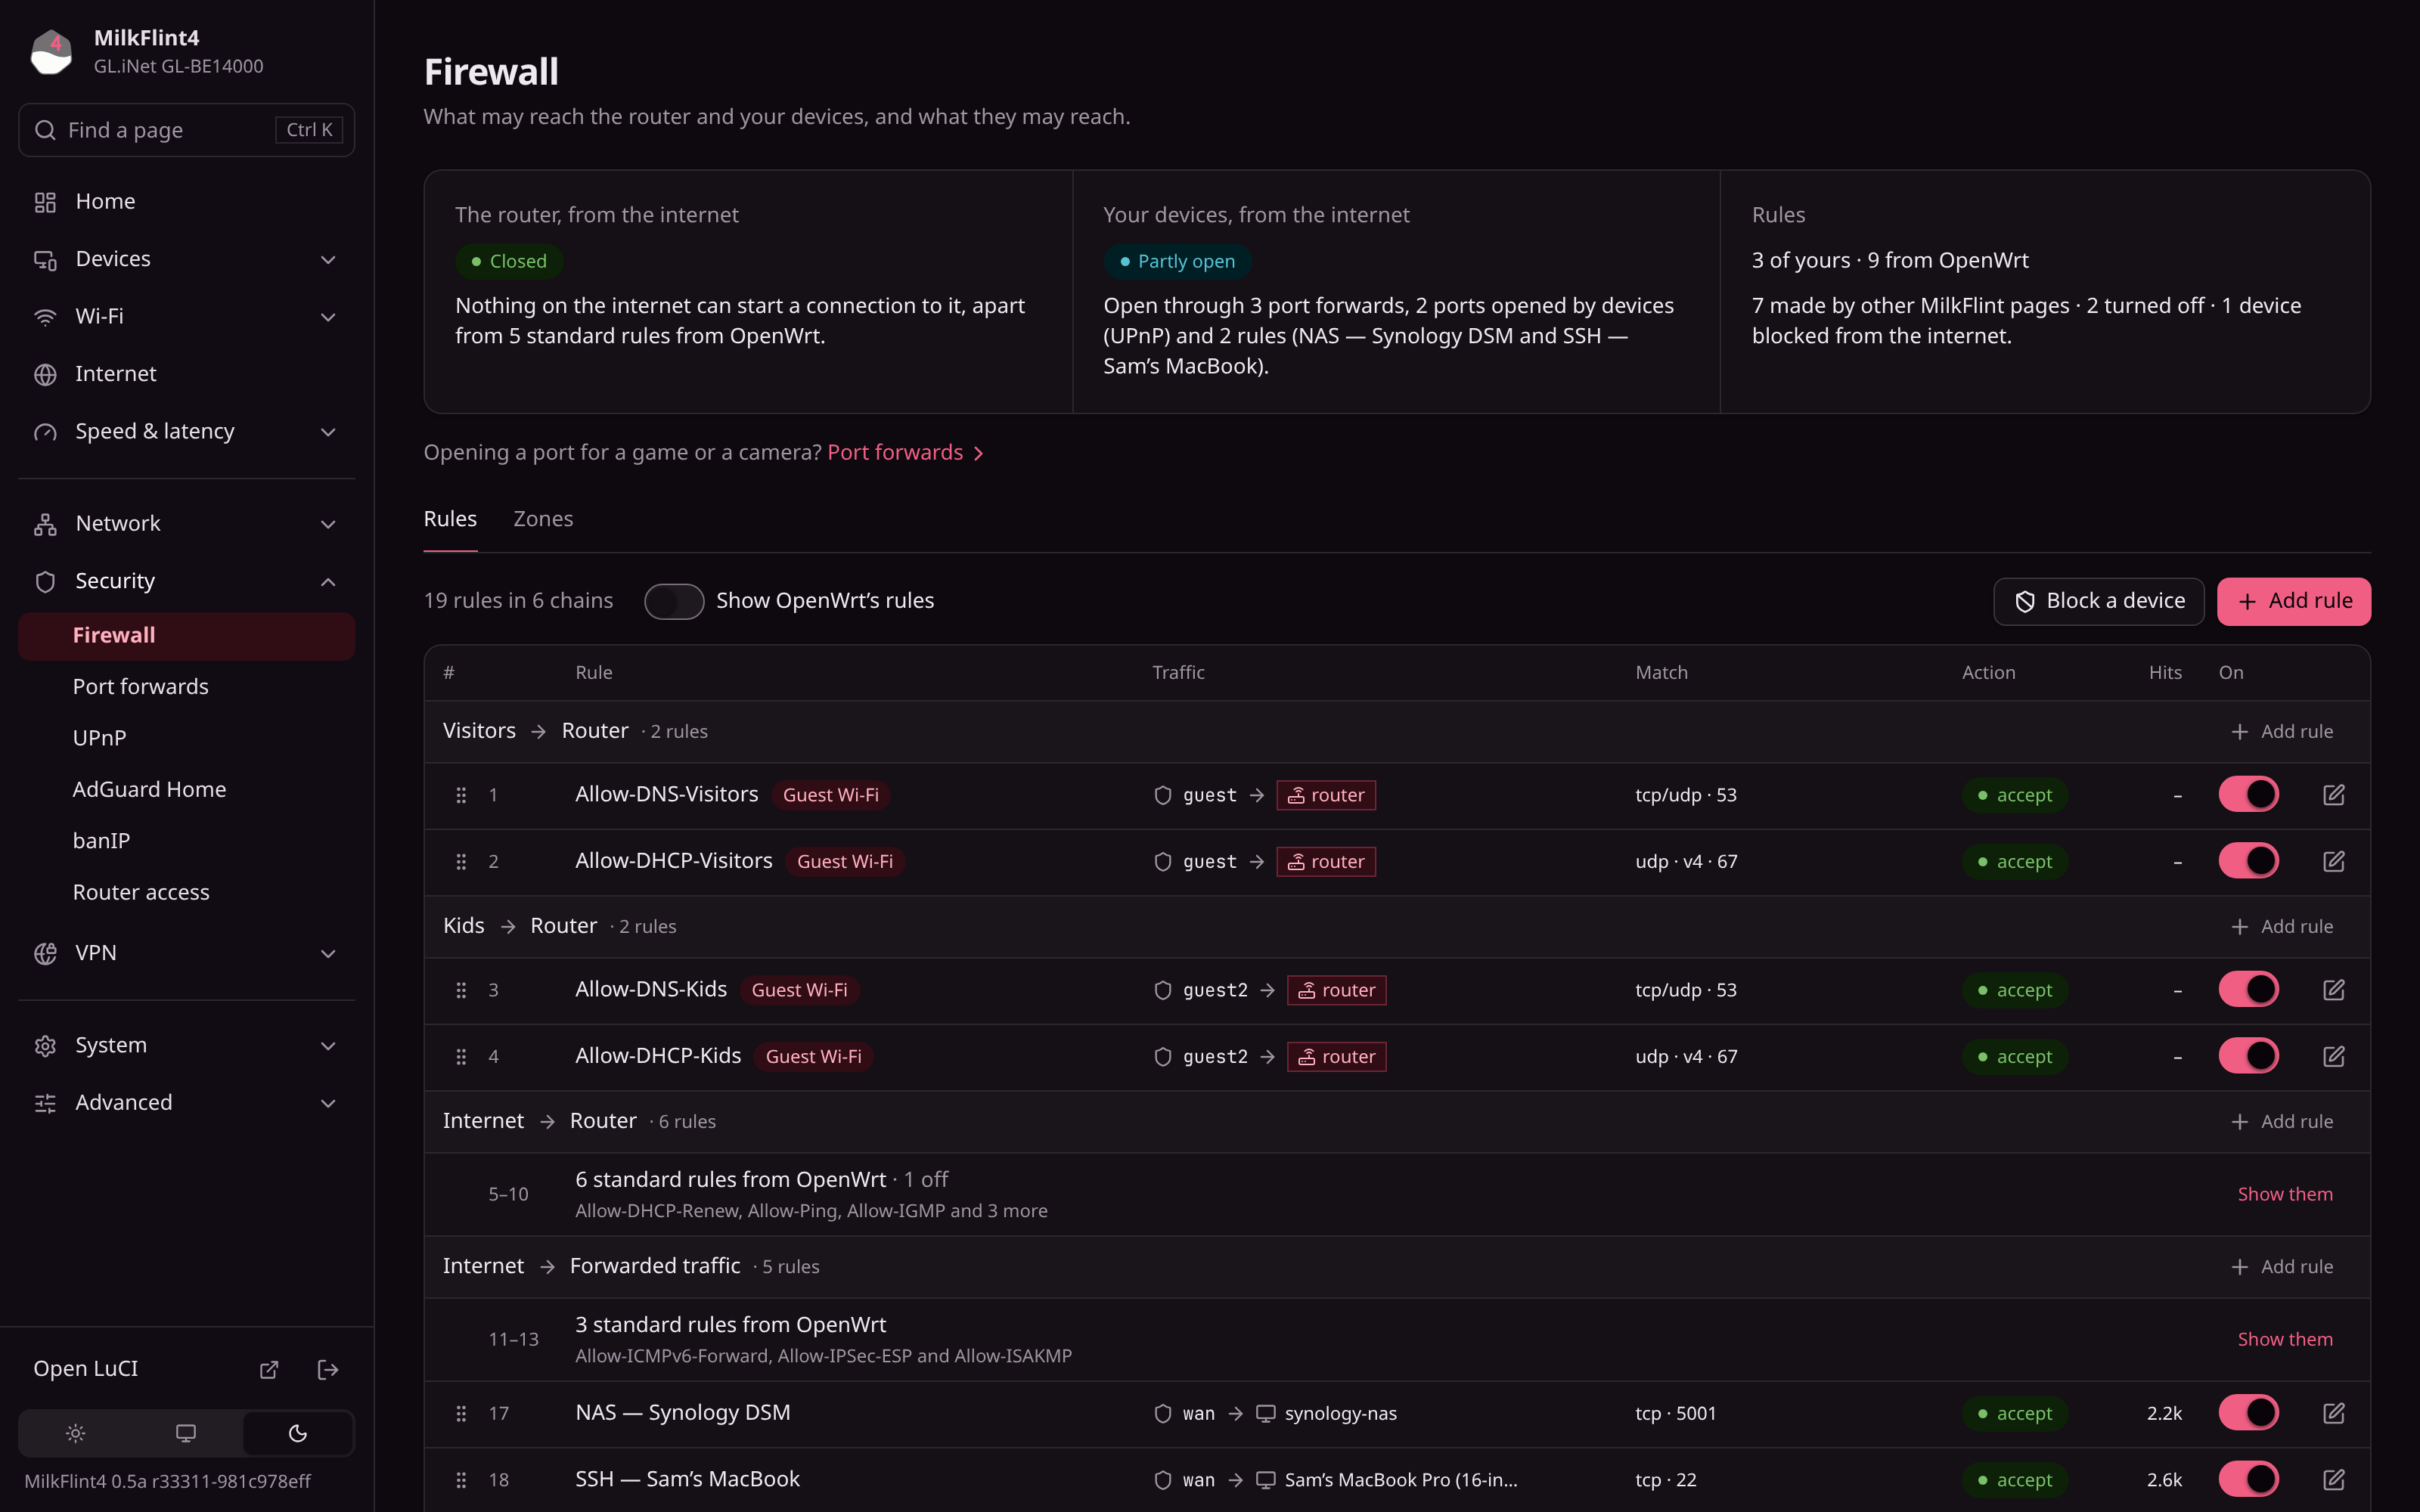 4
MilkFlint4
GL.iNet GL-BE14000
Find a page
Ctrl K
Home
Devices
Wi-Fi
Internet
Speed & latency
Network
Security
Firewall
Port forwards
UPnP
AdGuard Home
banIP
Router access
VPN
System
Advanced
Open LuCI
MilkFlint4 0.5a r33311-981c978eff
Firewall
What may reach the router and your devices, and what they may reach.
The router, from the internet
Closed
Nothing on the internet can start a connection to it, apart
from 5 standard rules from OpenWrt.
Your devices, from the internet
Partly open
Open through 3 port forwards, 2 ports opened by devices
(UPnP) and 2 rules (NAS — Synology DSM and SSH —
Sam’s MacBook).
Rules
3 of yours · 9 from OpenWrt
7 made by other MilkFlint pages · 2 turned off · 1 device
blocked from the internet.
Opening a port for a game or a camera? Port forwards
Rules Zones
19 rules in 6 chains Show OpenWrt’s rules Block a device Add rule
# Rule Traffic Match Action Hits On
Visitors → Router · 2 rules Add rule
1 Allow-DNS-Visitors Guest Wi-Fi guest → router tcp/udp · 53 accept –
2 Allow-DHCP-Visitors Guest Wi-Fi guest → router udp · v4 · 67 accept –
Kids → Router · 2 rules Add rule
3 Allow-DNS-Kids Guest Wi-Fi guest2 → router tcp/udp · 53 accept –
4 Allow-DHCP-Kids Guest Wi-Fi guest2 → router udp · v4 · 67 accept –
Internet → Router · 6 rules Add rule
5–10 6 standard rules from OpenWrt · 1 off Show them
Allow-DHCP-Renew, Allow-Ping, Allow-IGMP and 3 more
Internet → Forwarded traffic · 5 rules Add rule
11–13 3 standard rules from OpenWrt Show them
Allow-ICMPv6-Forward, Allow-IPSec-ESP and Allow-ISAKMP
17 NAS — Synology DSM wan → synology-nas tcp · 5001 accept 2.2k
18 SSH — Sam’s MacBook wan → Sam’s MacBook Pro (16-in… tcp · 22 accept 2.6k